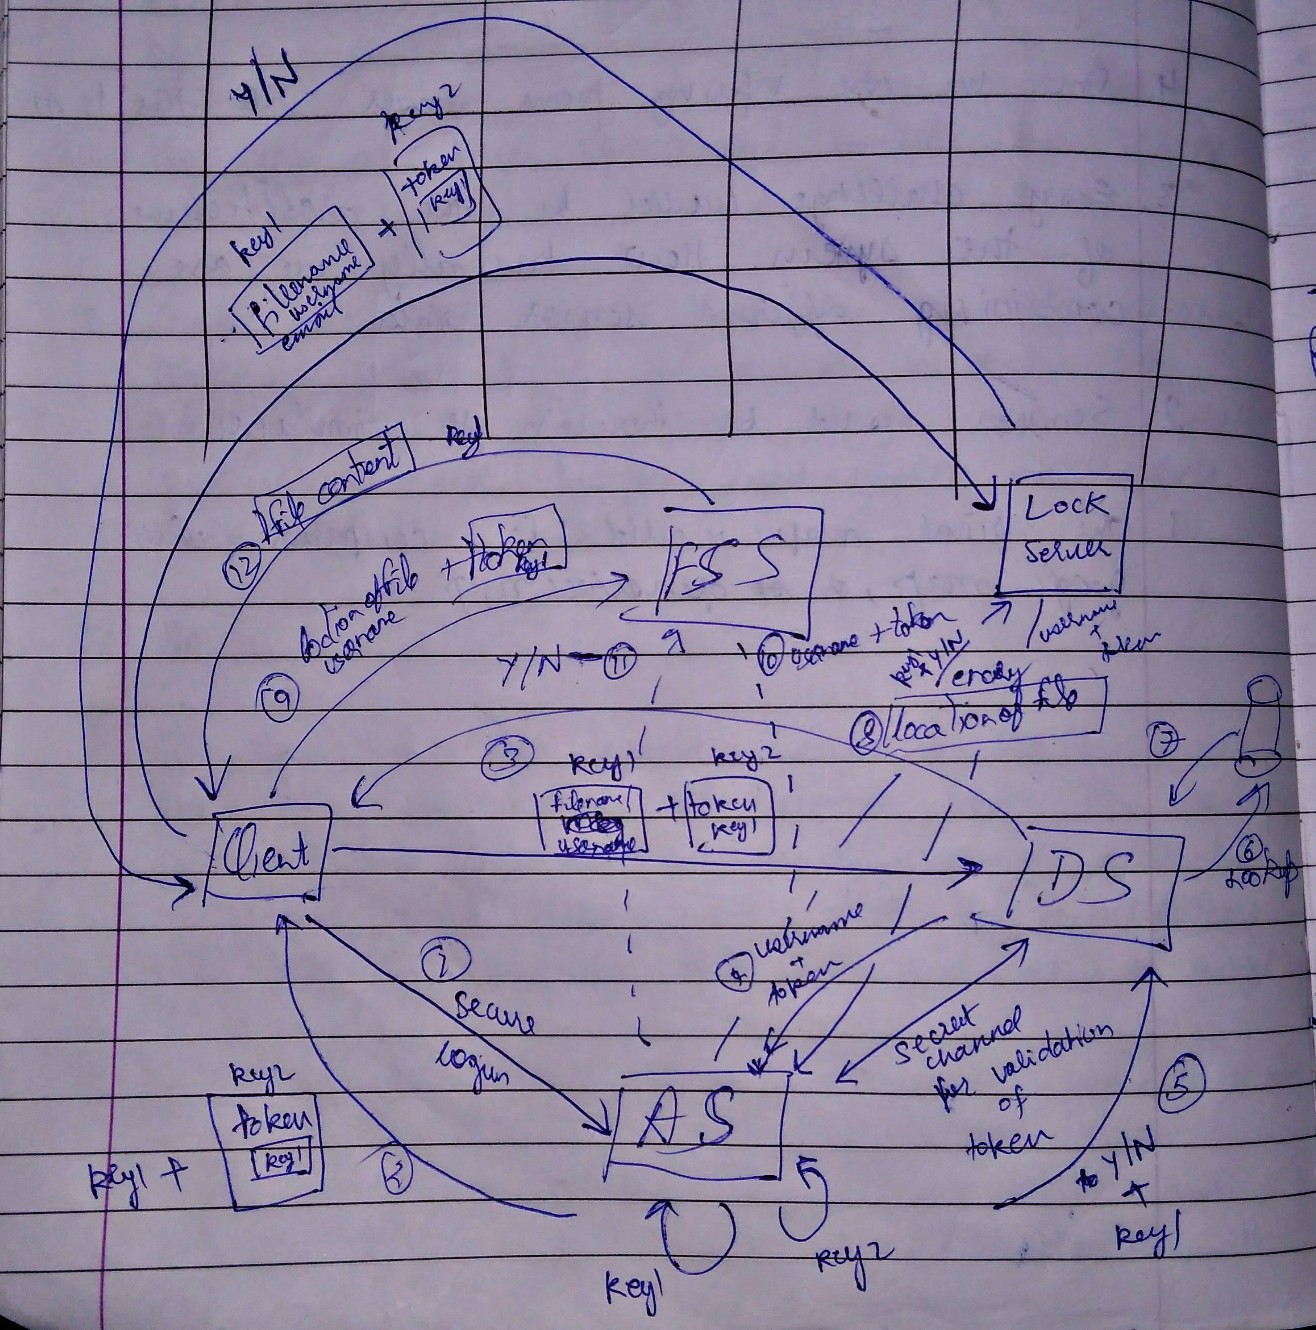 Y/N
key2
token
key1
+
key1
Filename
username
email
key1
file content
12
token
key1
+
location of file
username
9
FSS
Lock
Server
Y/N - 11
10 username + token
key1
+ Y/N
username
+
token
8 location of file
7
3
key1
filename
username
+
key2
token
key1
Client
DS
6
Lookup
1
Secure
login
4 username
+
token
secret
channel
for validation
of
token
5
Y/N
+
key1
key2
token
key1
key1 +
2
AS
key1
key2